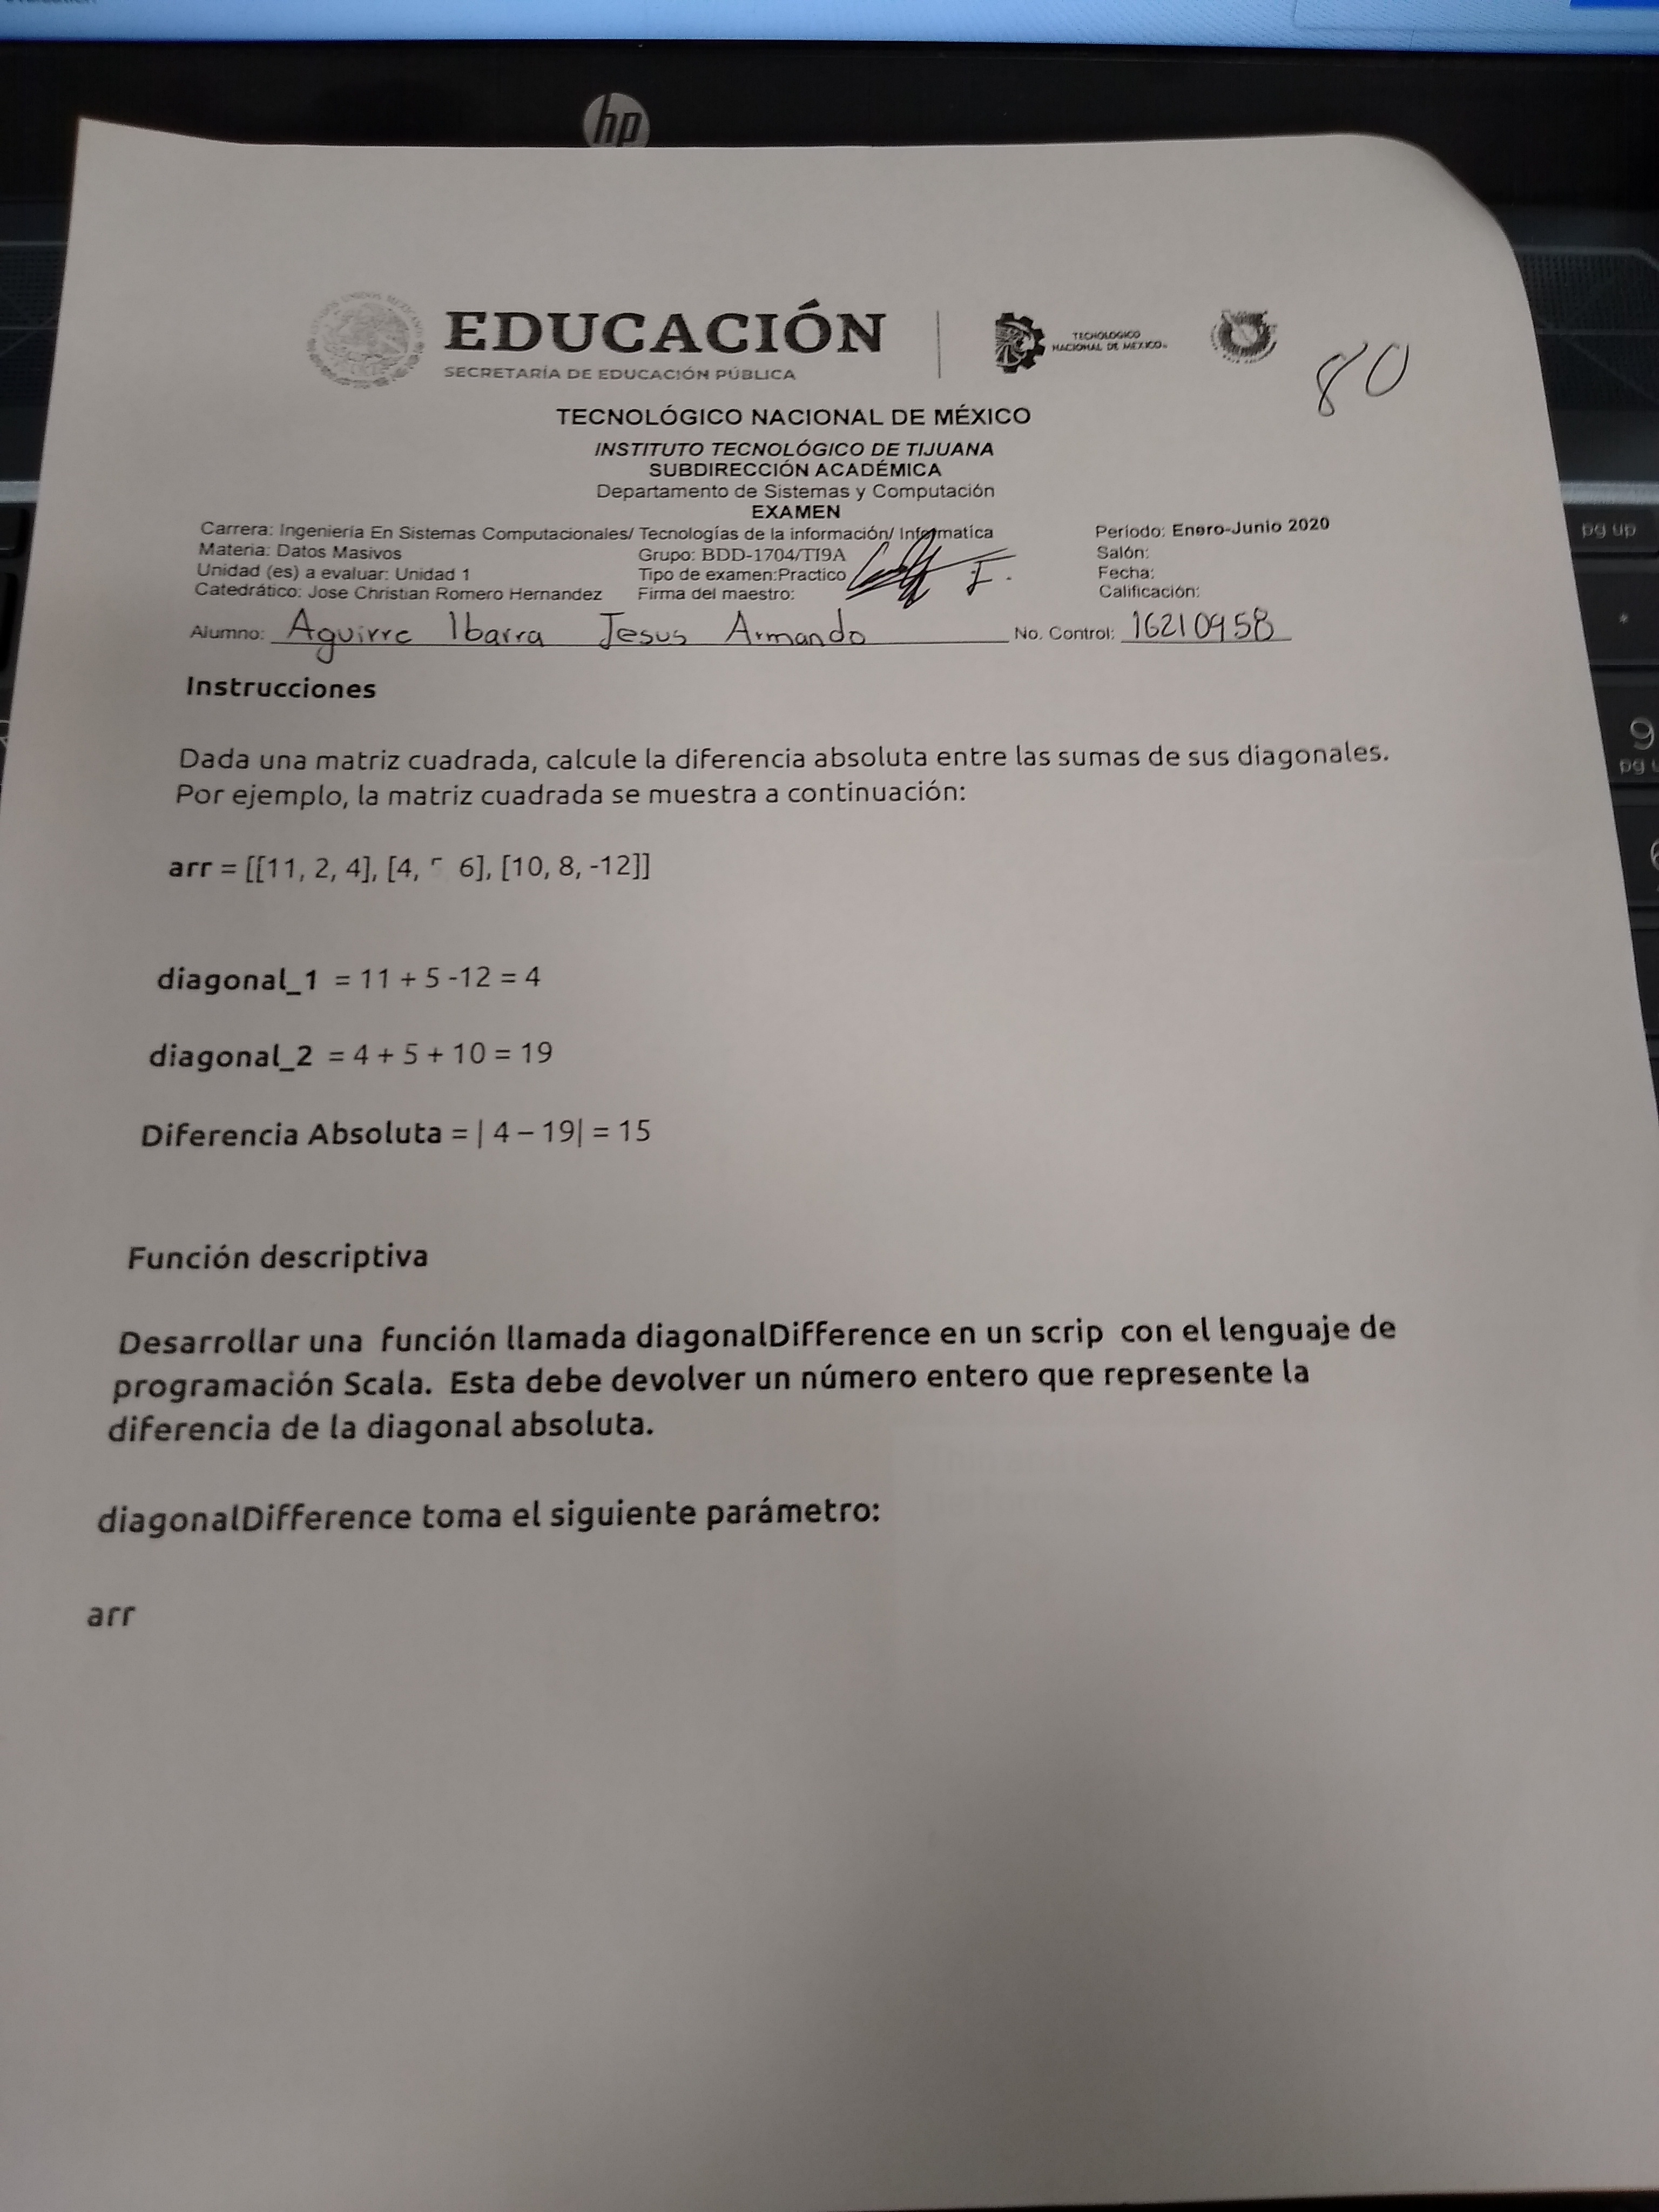 hp
EDUCACIÓN
SECRETARÍA DE EDUCACIÓN PÚBLICA
TECNOLÓGICO
NACIONAL DE MÉXICO
80
TECNOLÓGICO NACIONAL DE MÉXICO
INSTITUTO TECNOLÓGICO DE TIJUANA
SUBDIRECCIÓN ACADÉMICA
Departamento de Sistemas y Computación
EXAMEN
Carrera: Ingeniería En Sistemas Computacionales/ Tecnologías de la información/ Informatica Período: Enero-Junio 2020
Materia: Datos Masivos Grupo: BDD-1704/TI9A Salón:
Unidad (es) a evaluar: Unidad 1 Tipo de examen:Practico Fecha:
Catedrático: Jose Christian Romero Hernandez Firma del maestro: Calificación:
Alumno: Aguirre Ibarra Jesus Armando No. Control: 16210958
Instrucciones
Dada una matriz cuadrada, calcule la diferencia absoluta entre las sumas de sus diagonales.
Por ejemplo, la matriz cuadrada se muestra a continuación:
arr = [[11, 2, 4], [4, 6], [10, 8, -12]]
diagonal_1 = 11 + 5 -12 = 4
diagonal_2 = 4 + 5 + 10 = 19
Diferencia Absoluta = | 4 – 19| = 15
Función descriptiva
Desarrollar una función llamada diagonalDifference en un scrip con el lenguaje de
programación Scala. Esta debe devolver un número entero que represente la
diferencia de la diagonal absoluta.
diagonalDifference toma el siguiente parámetro:
arr
pg up
9